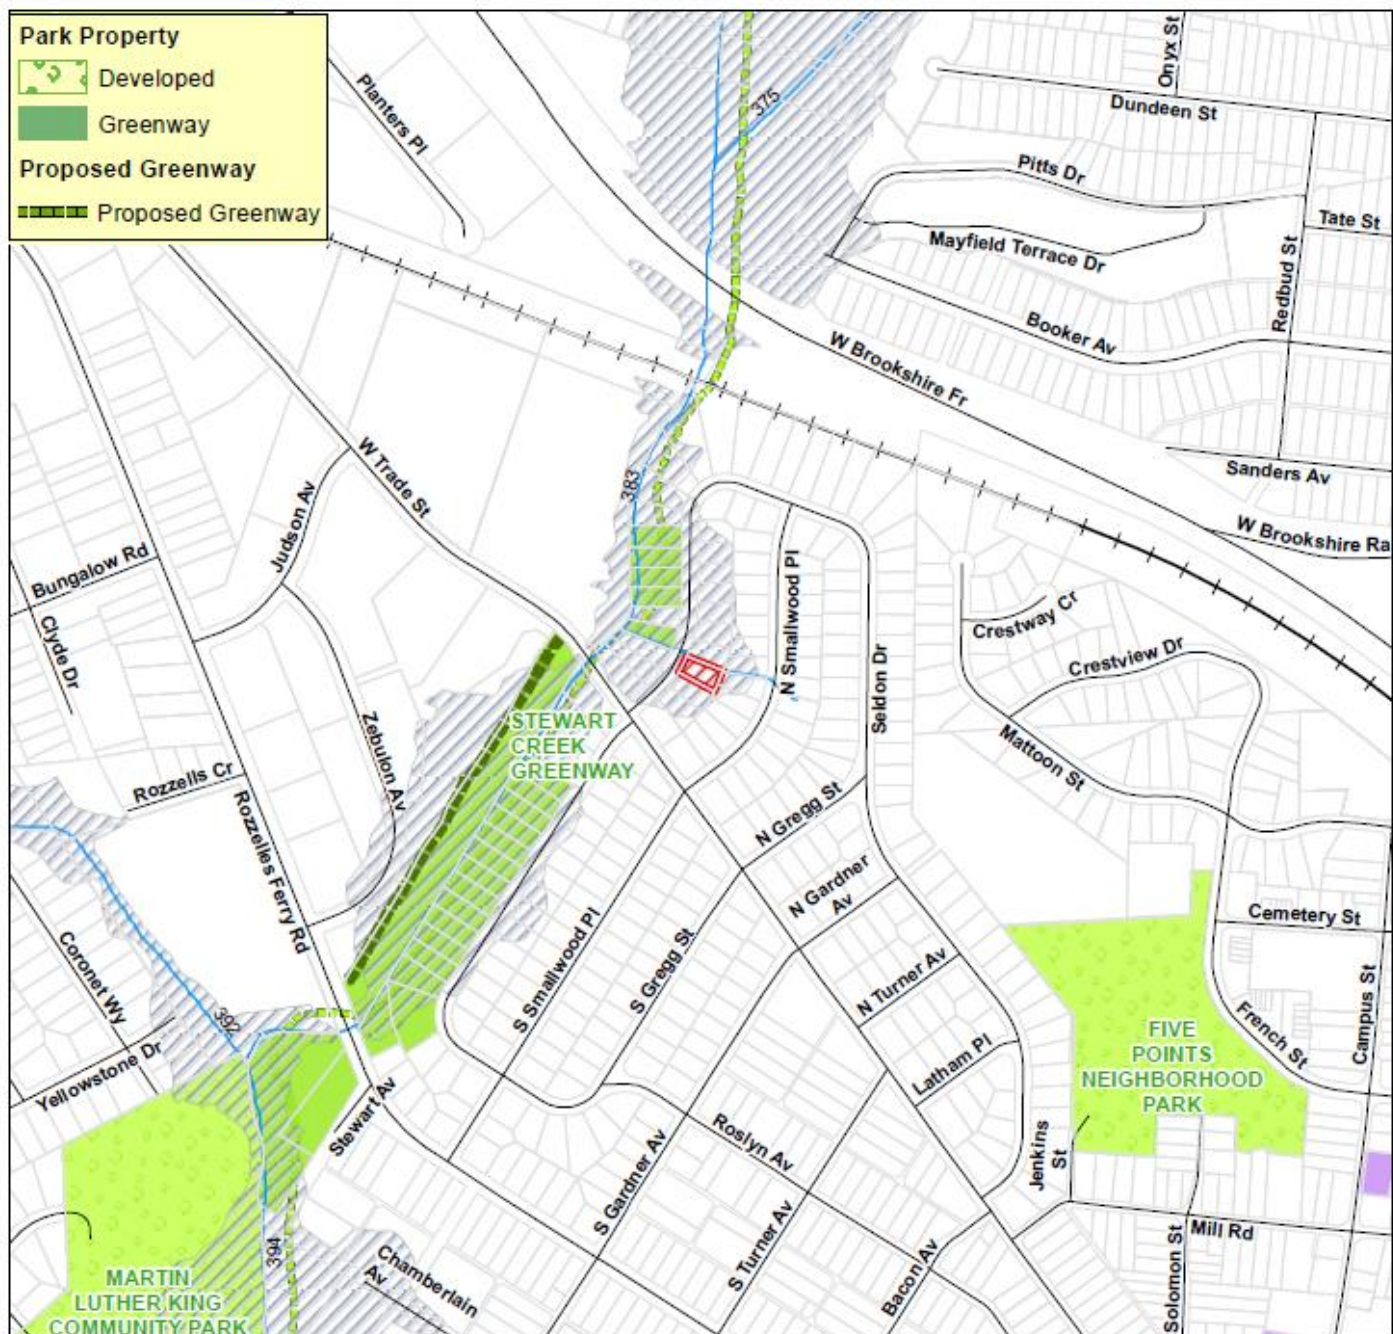 Park Property
Developed
Greenway
Proposed Greenway
Proposed Greenway
Planters Pl
375
Onyx St
Dundeen St
Pitts Dr
Tate St
Mayfield Terrace Dr
Redbud St
Booker Av
W Brookshire Fr
Sanders Av
W Brookshire Ra
W Trade St
383
Judson Av
Bungalow Rd
Clyde Dr
N Smallwood Pl
Seldon Dr
Crestway Cr
Crestview Dr
Mattoon St
STEWART
CREEK
GREENWAY
Zebulon Av
Rozzells Cr
Rozzelles Ferry Rd
N Gregg St
N Gardner
Av
Cemetery St
Coronet Wy
S Smallwood Pl
S Gregg St
N Turner Av
Campus St
392
French St
FIVE
POINTS
NEIGHBORHOOD
PARK
Yellowstone Dr
Latham Pl
Stewart Av
Roslyn Av
Jenkins
St
S Gardner Av
S Turner Av
Mill Rd
394
Chamberlain
Av
Bacon Av
Solomon St
MARTIN
LUTHER KING
COMMUNITY PARK